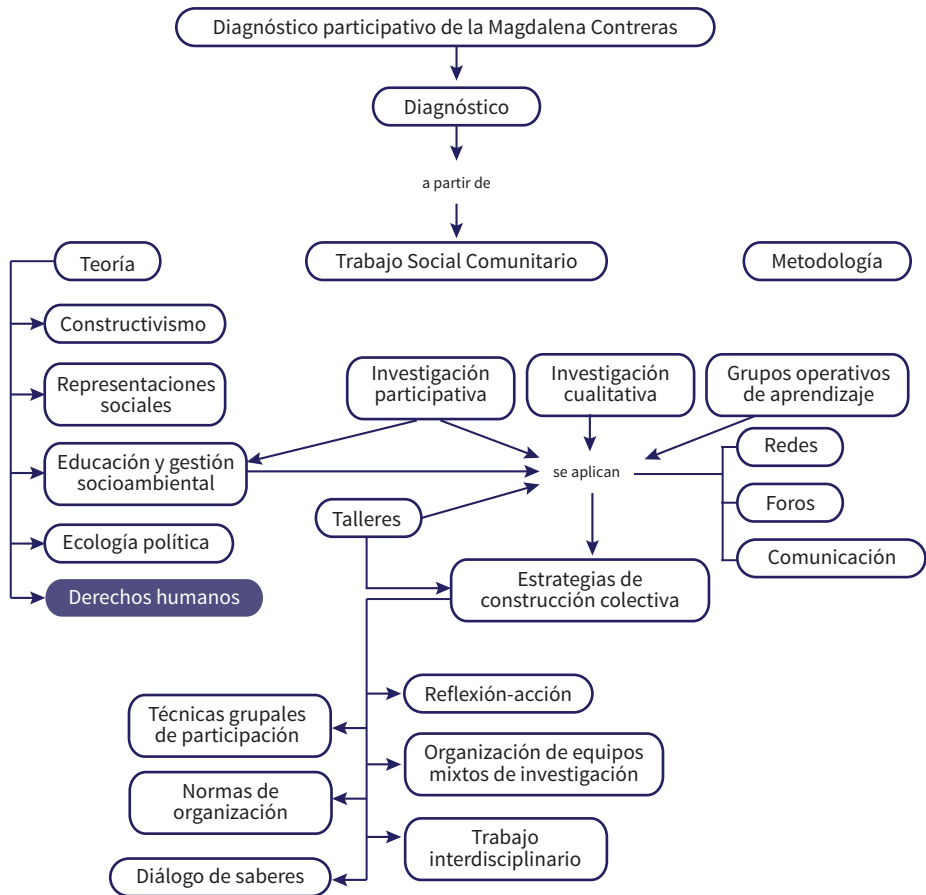 Diagnóstico participativo de la Magdalena Contreras
Diagnóstico
a partir de
Teoría
Trabajo Social Comunitario
Metodología
Constructivismo
Representaciones
sociales
Educación y gestión
socioambiental
Ecología política
Derechos humanos
Investigación
participativa
Investigación
cualitativa
Grupos operativos
de aprendizaje
se aplican
Redes
Foros
Comunicación
Talleres
Estrategias de
construcción colectiva
Reflexión-acción
Técnicas grupales
de participación
Organización de equipos
mixtos de investigación
Normas de
organización
Trabajo
interdisciplinario
Diálogo de saberes